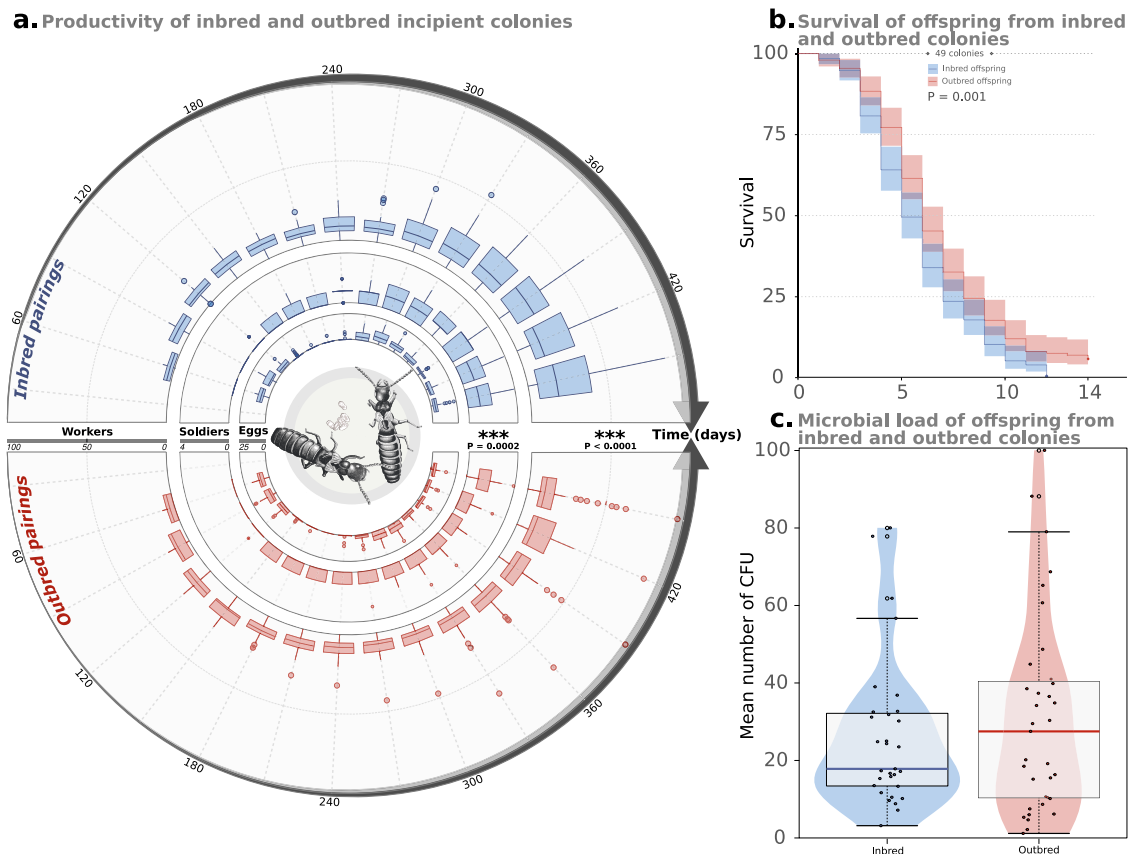 a. Productivity of inbred and outbred incipient colonies
240
180
300
120
360
60
420
Inbred pairings
Workers
Soldiers
Eggs
100 50 0
4 0
25 0
***
P = 0.0002
***
P < 0.0001
Time (days)
Outbred pairings
60
420
120
360
180
300
240
b. Survival of offspring from inbred
and outbred colonies
49 colonies
Inbred offspring
Outbred offspring
P = 0.001
Survival
100
75
50
25
0
0 5 10 14
c. Microbial load of offspring from
inbred and outbred colonies
Mean number of CFU
100
80
60
40
20
0
Inbred Outbred